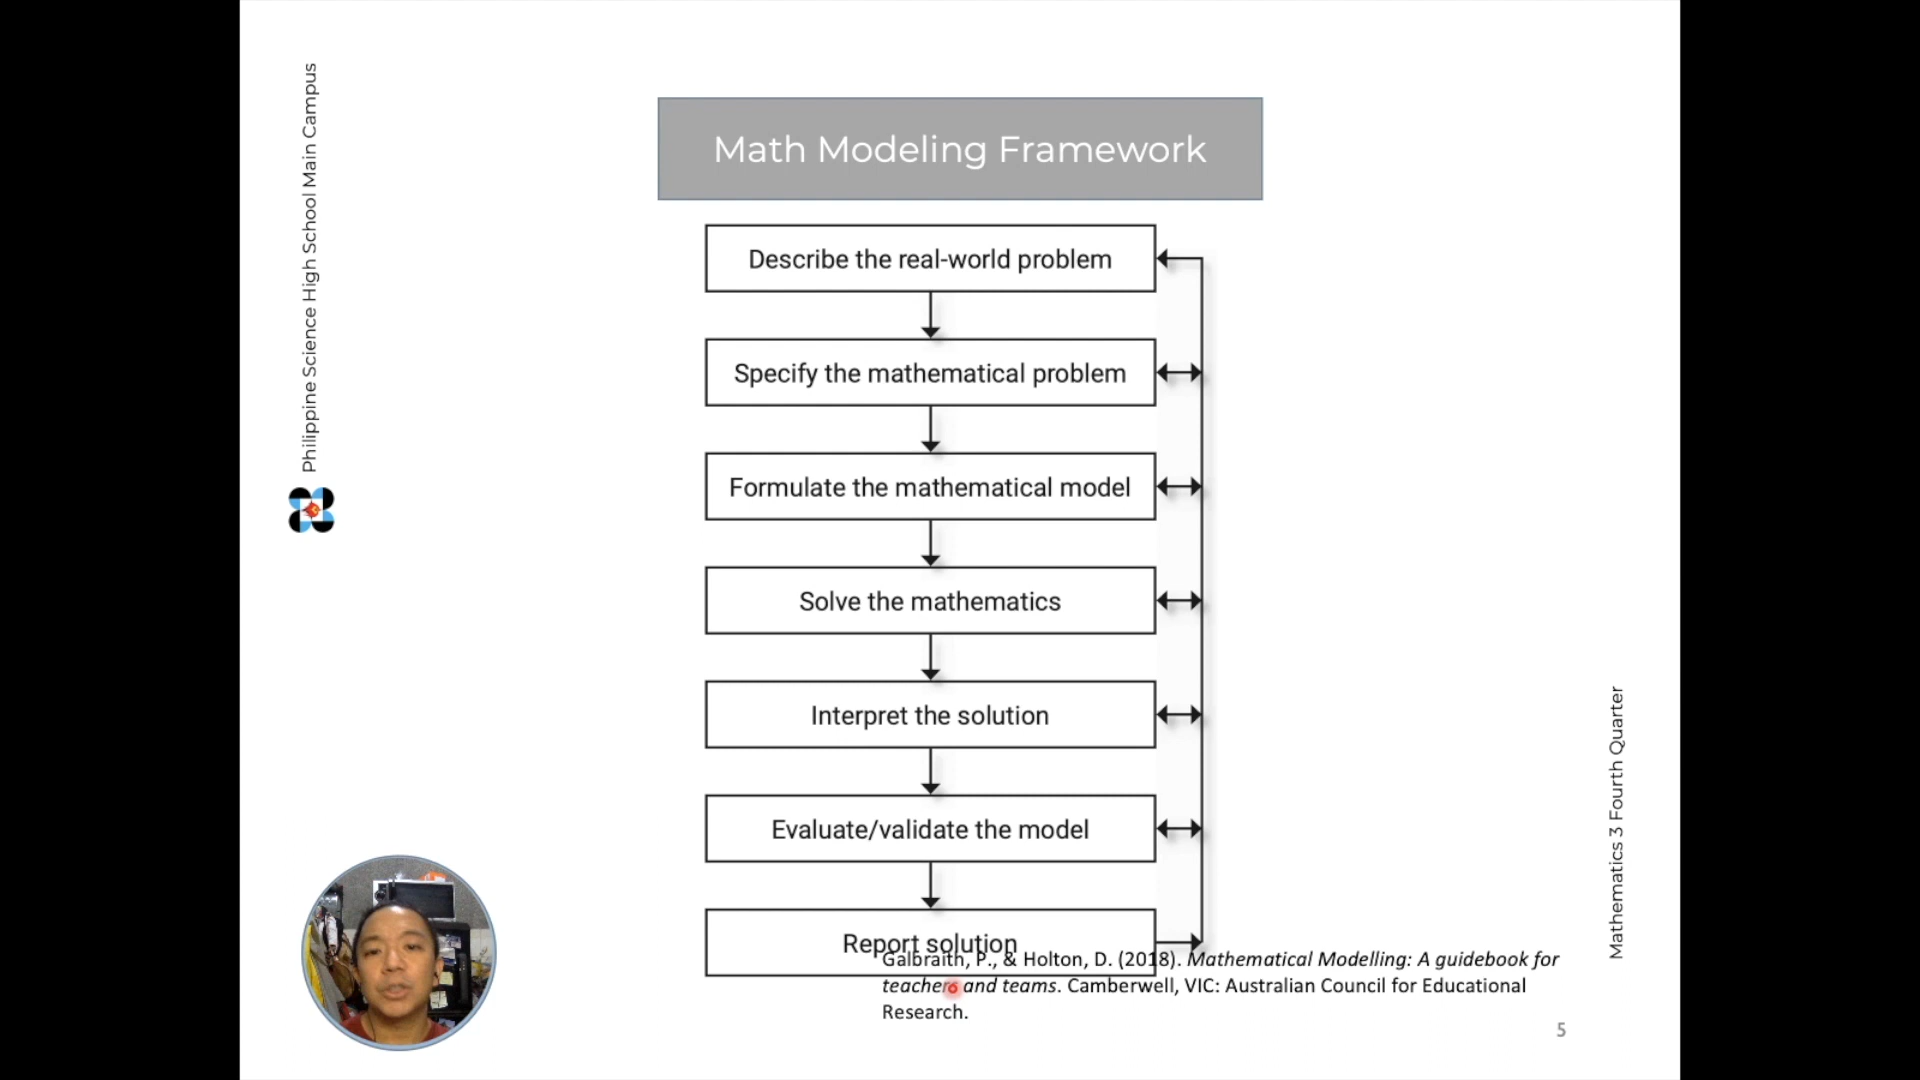 Philippine Science High School Main Campus
Math Modeling Framework
Describe the real-world problem
Specify the mathematical problem
Formulate the mathematical model
Solve the mathematics
Interpret the solution
Evaluate/validate the model
Report solution
Galbraith, P., & Holton, D. (2018). Mathematical Modelling: A guidebook for
teachers and teams. Camberwell, VIC: Australian Council for Educational
Research.
Mathematics 3 Fourth Quarter
5